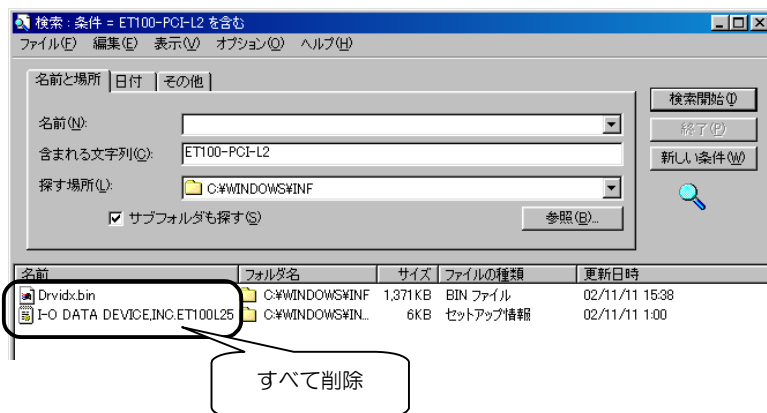 検索 : 条件 = ET100-PCI-L2 を含む
ファイル(F) 編集(E) 表示(V) オプション(O) ヘルプ(H)
名前と場所 日付 その他
検索開始(I)
名前(N):
終了(P)
含まれる文字列(C): ET100-PCI-L2
新しい条件(W)
探す場所(L): C:¥WINDOWS¥INF
サブフォルダも探す(S) 参照(B)...
名前 フォルダ名 サイズ ファイルの種類 更新日時
Drvidx.bin C:¥WINDOWS¥INF 1,371KB BIN ファイル 02/11/11 15:38
I-O DATA DEVICE,INC.ET100L25 C:¥WINDOWS¥IN... 6KB セットアップ情報 02/11/11 1:00
すべて削除